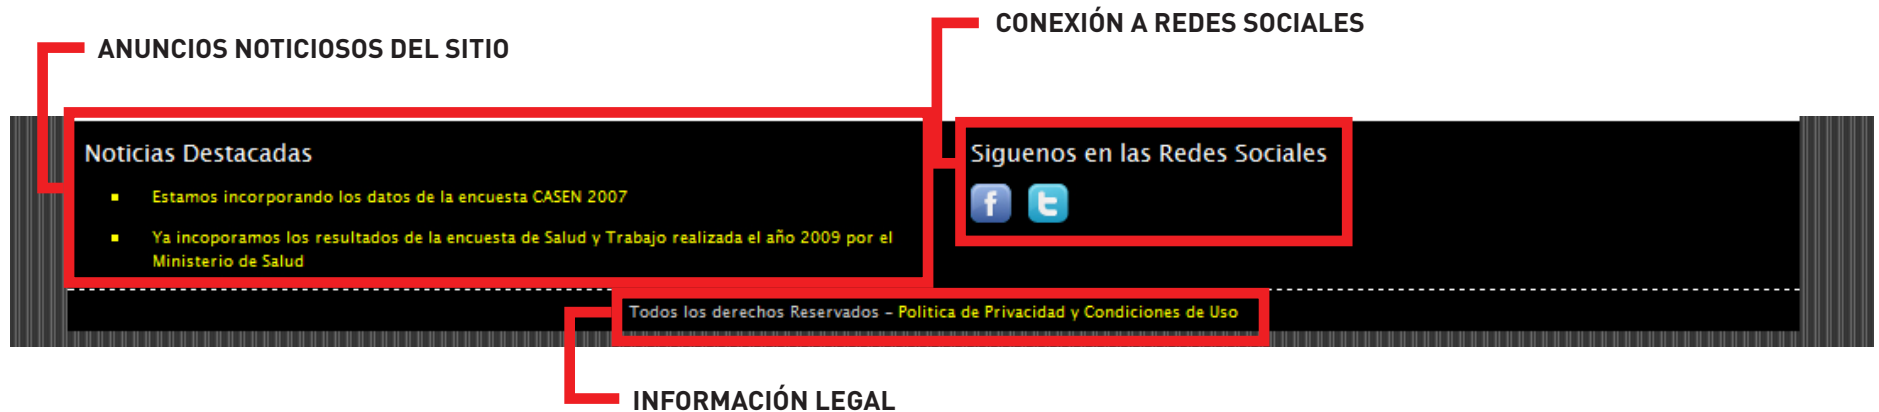 CONEXIÓN A REDES SOCIALES
ANUNCIOS NOTICIOSOS DEL SITIO
Noticias Destacadas
Estamos incorporando los datos de la encuesta CASEN 2007
Ya incoporamos los resultados de la encuesta de Salud y Trabajo realizada el año 2009 por el
Ministerio de Salud
Siguenos en las Redes Sociales
f t
Todos los derechos Reservados - Politica de Privacidad y Condiciones de Uso
INFORMACIÓN LEGAL